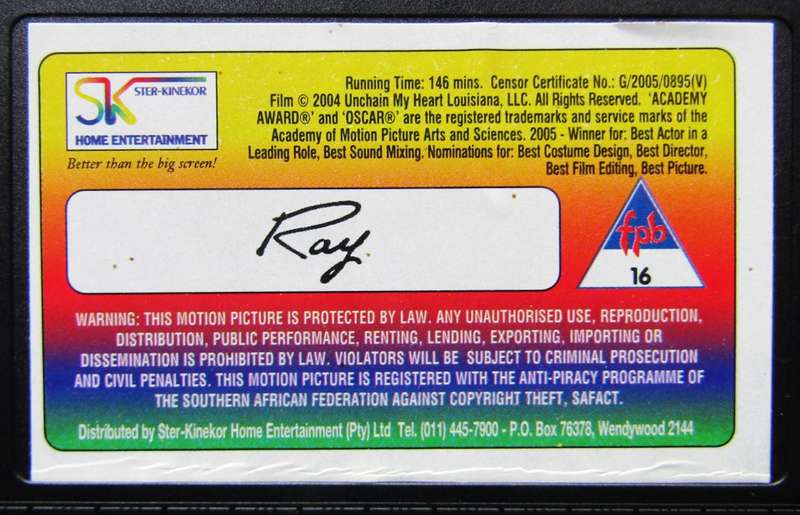 SK STER-KINEKOR
HOME ENTERTAINMENT
Better than the big screen!
Running Time: 146 mins. Censor Certificate No.: G/2005/0895(V)
Film © 2004 Unchain My Heart Louisiana, LLC. All Rights Reserved. 'ACADEMY
AWARD®' and 'OSCAR®' are the registered trademarks and service marks of the
Academy of Motion Picture Arts and Sciences. 2005 - Winner for: Best Actor in a
Leading Role, Best Sound Mixing. Nominations for: Best Costume Design, Best Director,
Best Film Editing, Best Picture.
Ray
fpb
16
WARNING: THIS MOTION PICTURE IS PROTECTED BY LAW. ANY UNAUTHORISED USE, REPRODUCTION,
DISTRIBUTION, PUBLIC PERFORMANCE, RENTING, LENDING, EXPORTING, IMPORTING OR
DISSEMINATION IS PROHIBITED BY LAW. VIOLATORS WILL BE SUBJECT TO CRIMINAL PROSECUTION
AND CIVIL PENALTIES. THIS MOTION PICTURE IS REGISTERED WITH THE ANTI-PIRACY PROGRAMME OF
THE SOUTHERN AFRICAN FEDERATION AGAINST COPYRIGHT THEFT, SAFACT.
Distributed by Ster-Kinekor Home Entertainment (Pty) Ltd Tel. (011) 445-7900 - P.O. Box 76378, Wendywood 2144